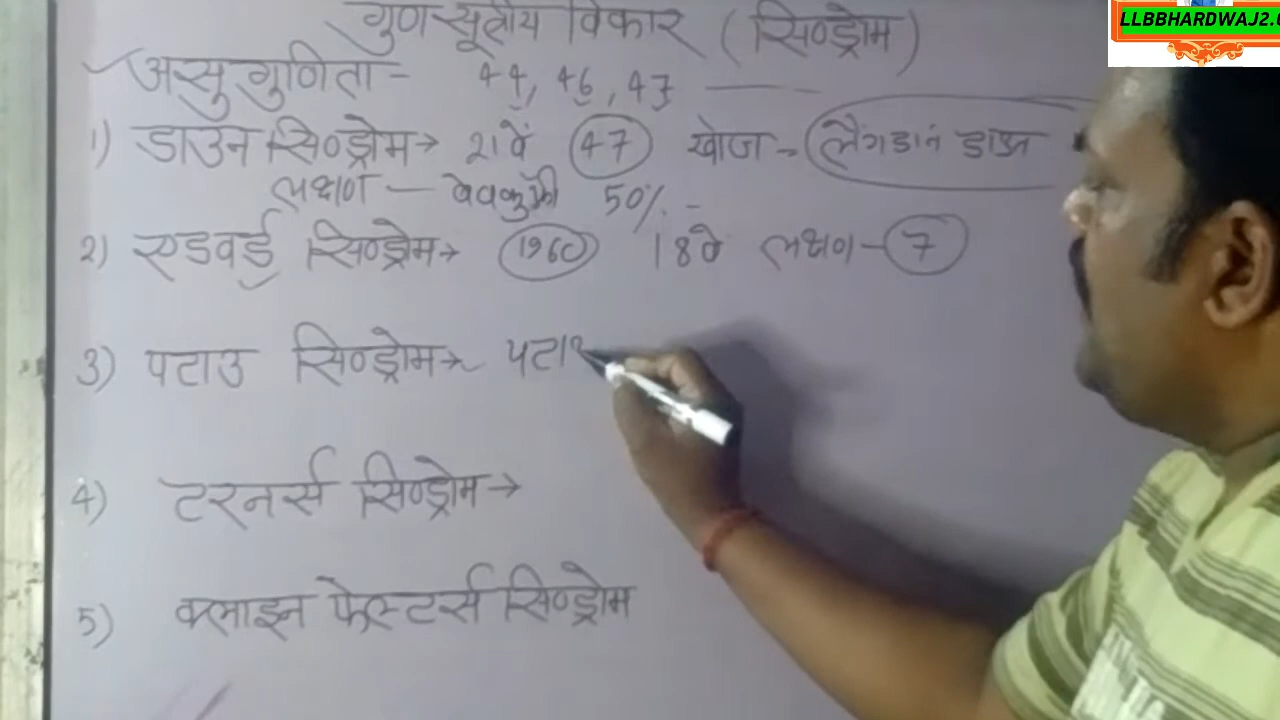 LLBBHARDWAJ2.
गुणसूत्रीय विकार (सिण्ड्रोम)
असुगुणिता - 44, 46, 47
1) डाउन सिण्ड्रोम → 21वें 47 खोज - लैंगडान डाउन
लक्षण - बेवकुफी 50%. -
2) एडवर्ड सिण्ड्रोम → 1960 18वे लक्षण - 7
3) पटाउ सिण्ड्रोम → पटा
4) टरनर्स सिण्ड्रोम →
5) क्लाइन फेल्टर्स सिण्ड्रोम